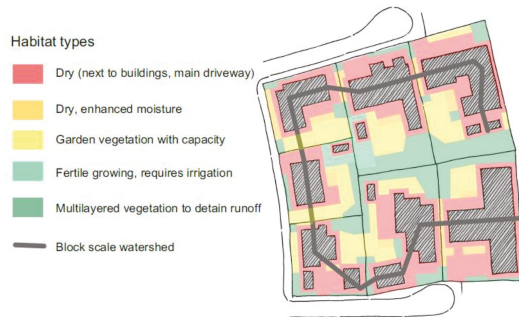 Habitat types
Dry (next to buildings, main driveway)
Dry, enhanced moisture
Garden vegetation with capacity
Fertile growing, requires irrigation
Multilayered vegetation to detain runoff
Block scale watershed